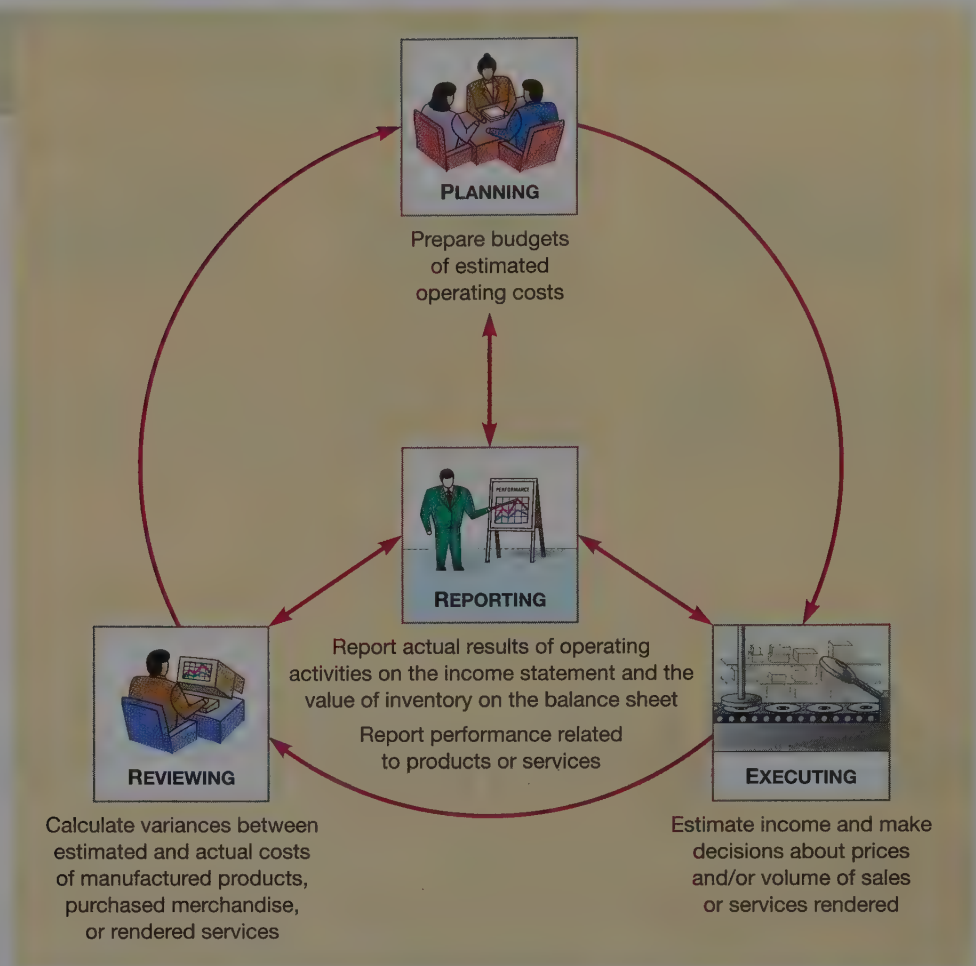 PLANNING
Prepare budgets
of estimated
operating costs
PERFORMANCE
REPORTING
Report actual results of operating
activities on the income statement and the
value of inventory on the balance sheet
Report performance related
to products or services
REVIEWING
Calculate variances between
estimated and actual costs
of manufactured products,
purchased merchandise,
or rendered services
EXECUTING
Estimate income and make
decisions about prices
and/or volume of sales
or services rendered